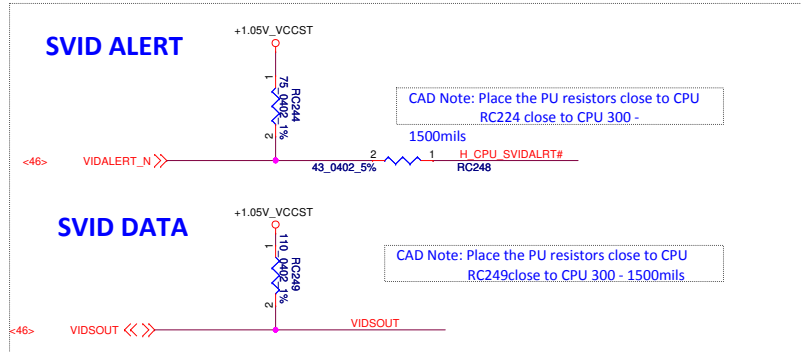 +1.05V_VCCST
SVID ALERT
1
RC244
75_0402_1%
2
CAD Note: Place the PU resistors close to CPU
RC224 close to CPU 300 -
1500mils
<46> VIDALERT_N
2 1 H_CPU_SVIDALRT#
43_0402_5% RC248
+1.05V_VCCST
SVID DATA
1
RC249
110_0402_1%
2
CAD Note: Place the PU resistors close to CPU
RC249close to CPU 300 - 1500mils
<46> VIDSOUT VIDSOUT